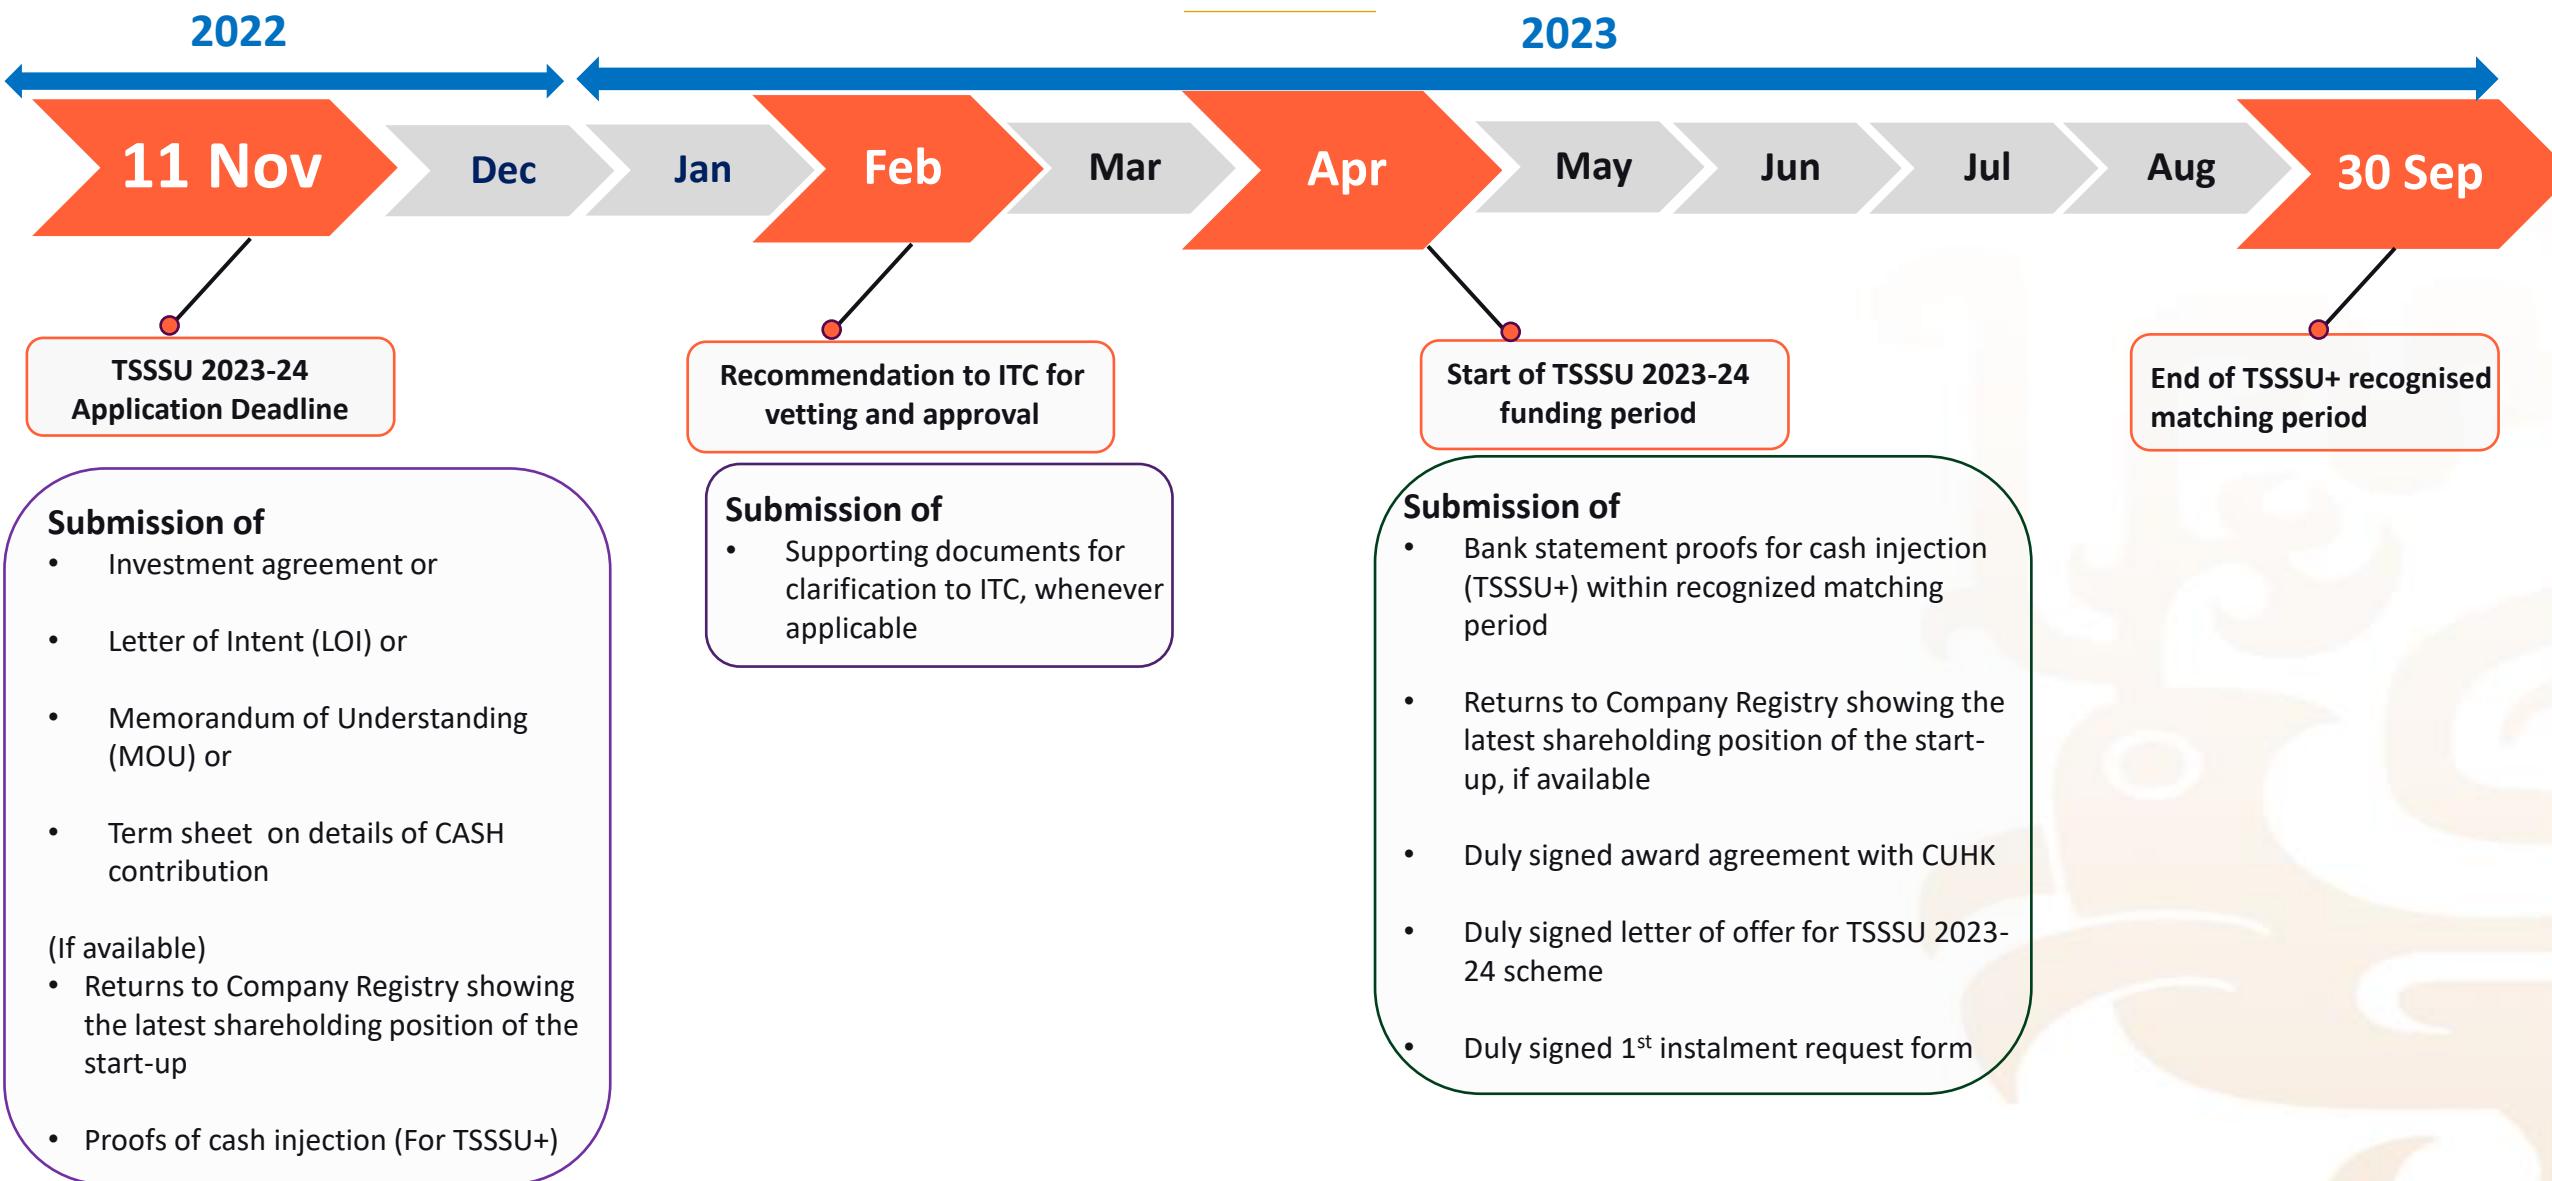 2022
2023
11 Nov
Dec
Jan
Feb
Mar
Apr
May
Jun
Jul
Aug
30 Sep
TSSSU 2023-24
Application Deadline
Recommendation to ITC for
vetting and approval
Start of TSSSU 2023-24
funding period
End of TSSSU+ recognised
matching period
Submission of
• Investment agreement or
• Letter of Intent (LOI) or
• Memorandum of Understanding
(MOU) or
• Term sheet on details of CASH
contribution
(If available)
• Returns to Company Registry showing
the latest shareholding position of the
start-up
• Proofs of cash injection (For TSSSU+)
Submission of
• Supporting documents for
clarification to ITC, whenever
applicable
Submission of
• Bank statement proofs for cash injection
(TSSSU+) within recognized matching
period
• Returns to Company Registry showing the
latest shareholding position of the start-
up, if available
• Duly signed award agreement with CUHK
• Duly signed letter of offer for TSSSU 2023-
24 scheme
• Duly signed 1st instalment request form